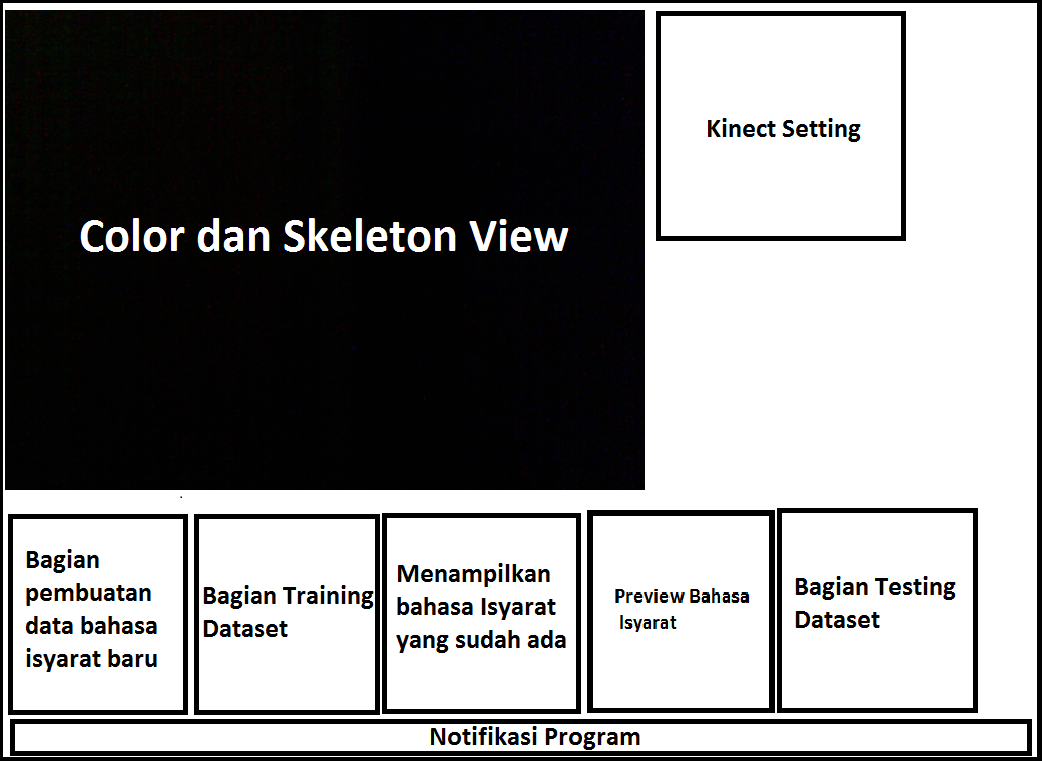 Color dan Skeleton View
Kinect Setting
Bagian
pembuatan
data bahasa
isyarat baru
Bagian Training
Dataset
Menampilkan
bahasa Isyarat
yang sudah ada
Preview Bahasa
Isyarat
Bagian Testing
Dataset
Notifikasi Program